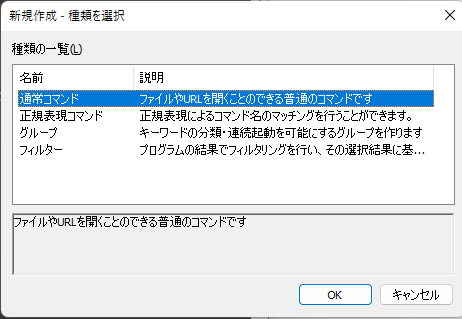 新規作成 - 種類を選択
種類の一覧(L)
名前 説明
通常コマンド ファイルやURLを開くことのできる普通のコマンドです
正規表現コマンド 正規表現によるコマンド名のマッチングを行うことができます。
グループ キーワードの分類・連続起動を可能にするグループを作ります
フィルター プログラムの結果でフィルタリングを行い、その選択結果に基...
ファイルやURLを開くことのできる普通のコマンドです
OK キャンセル